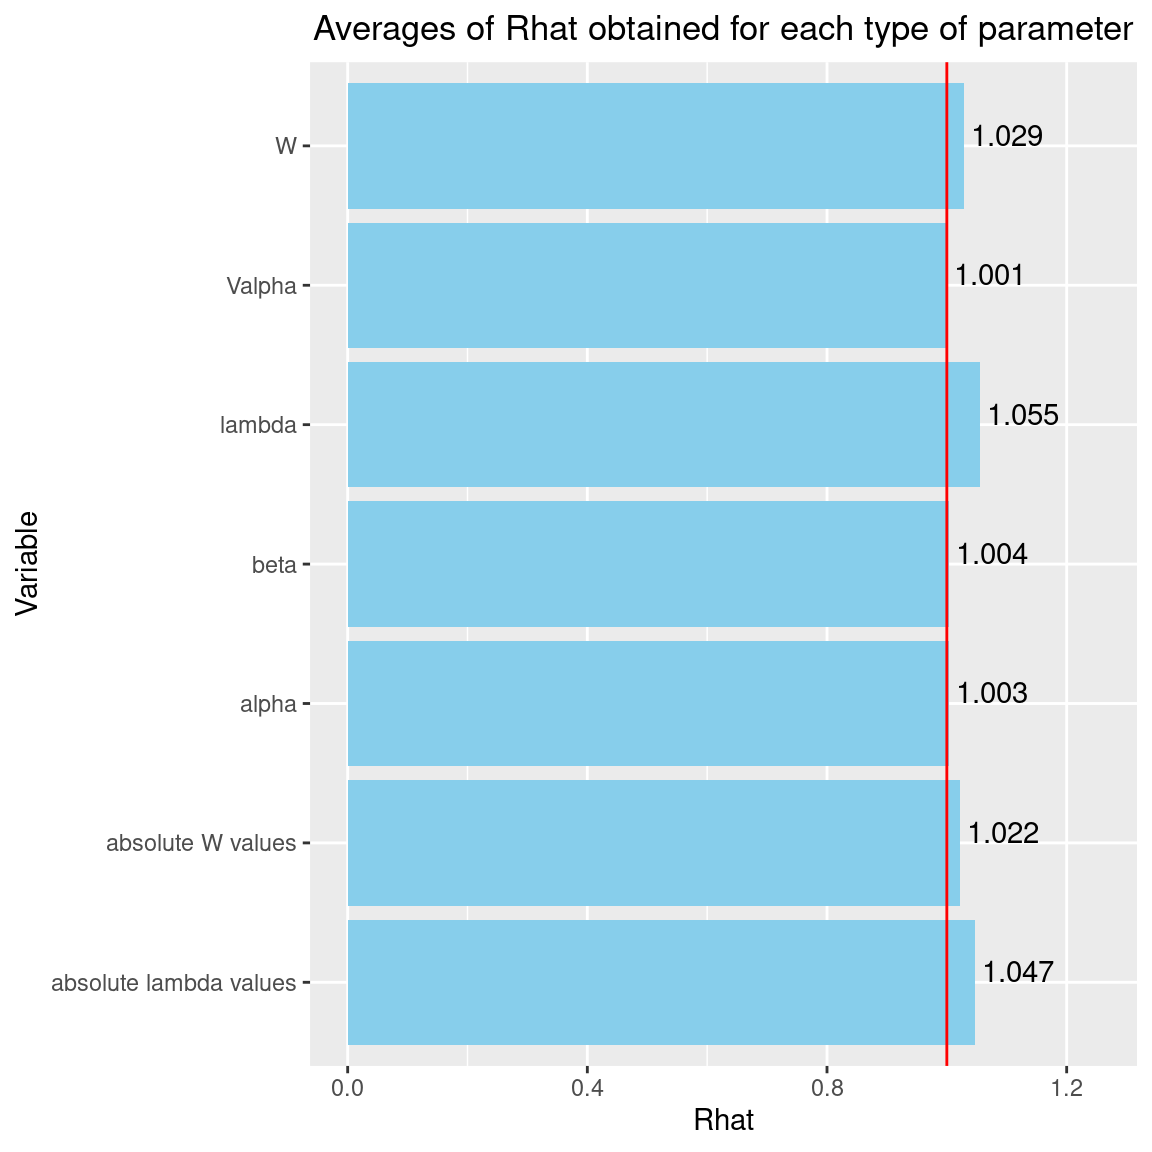 Averages of Rhat obtained for each type of parameter
W
1.029
Valpha
1.001
lambda
1.055
beta
1.004
alpha
1.003
absolute W values
1.022
absolute lambda values
1.047
Variable
0.0 0.4 0.8 1.2
Rhat